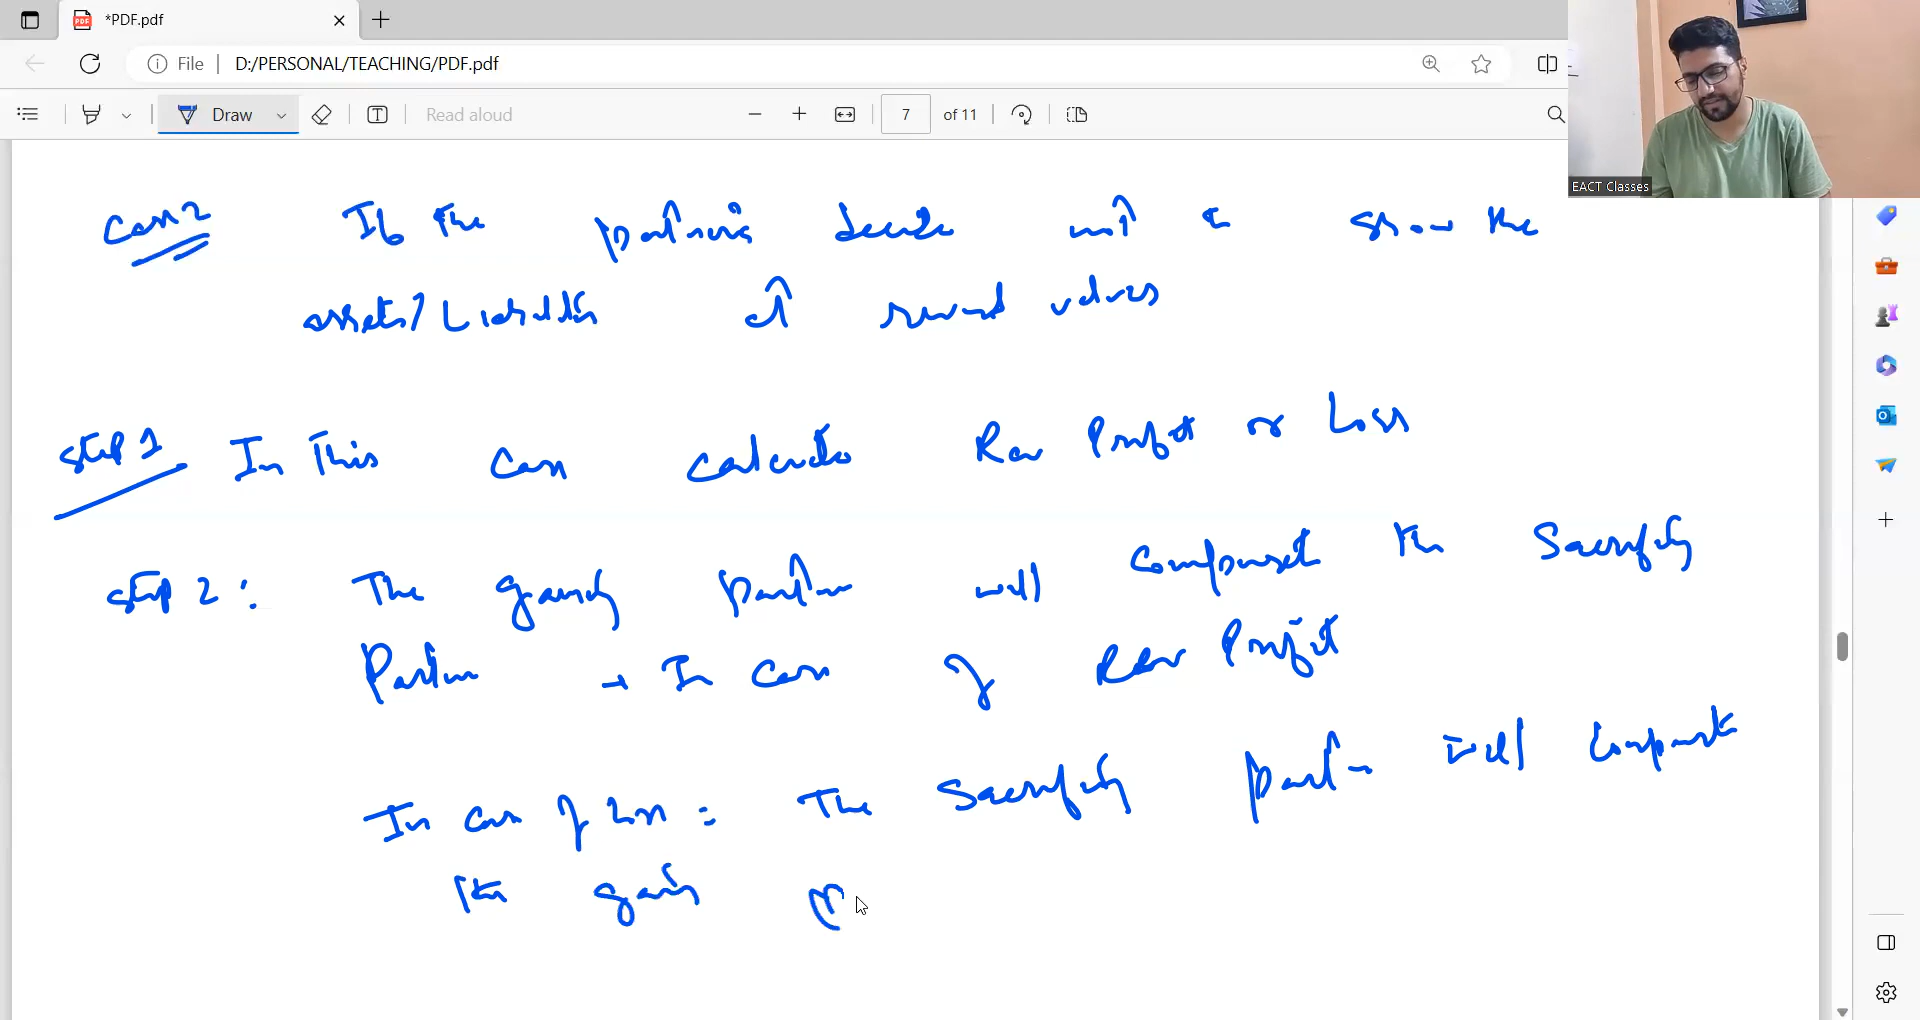 *PDF.pdf
File D:/PERSONAL/TEACHING/PDF.pdf
Draw Read aloud 7 of 11
EACT Classes
Case 2 If the partners decide not to show the
assets/Liabilities at revised values
Step 1 In This case calculate Rev Profit or Loss
Step 2: The gaining partner will compensate the Sacrificing
Partner → In case of Rev Profit
In case of Loss: The Sacrificing partner will compensate
the gaining